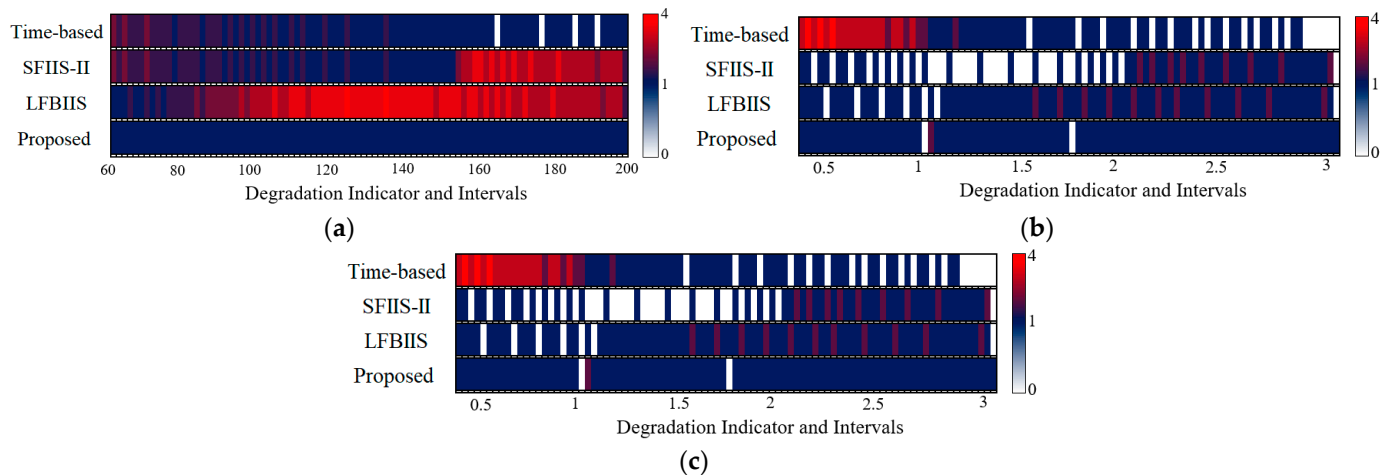 Time-based
SFIIS-II
LFBIIS
Proposed
60 80 100 120 140 160 180 200
Degradation Indicator and Intervals
4
1
0
(a)
Time-based
SFIIS-II
LFBIIS
Proposed
0.5 1 1.5 2 2.5 3
Degradation Indicator and Intervals
4
1
0
(b)
Time-based
SFIIS-II
LFBIIS
Proposed
0.5 1 1.5 2 2.5 3
Degradation Indicator and Intervals
4
1
0
(c)